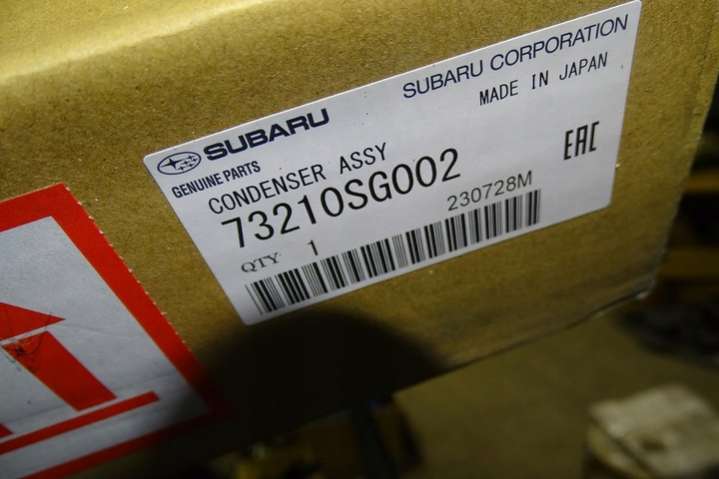 SUBARU CORPORATION
MADE IN JAPAN
SUBARU
GENUINE PARTS
CONDENSER ASSY
73210SG002
EAC
QTY 1
230728M